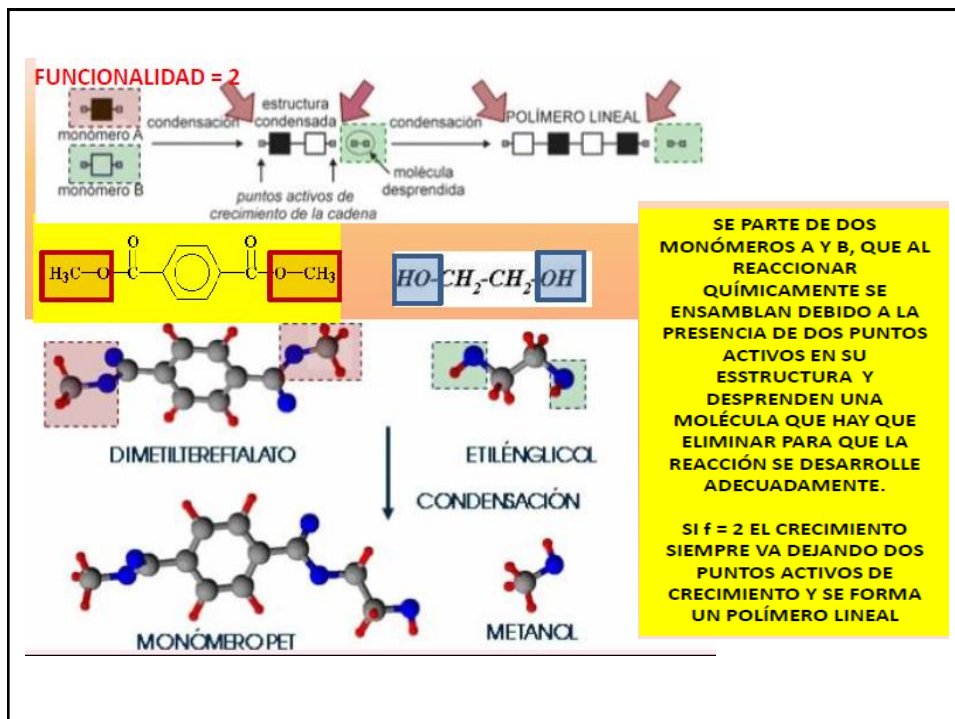 FUNCIONALIDAD = 2
monómero A
monómero B
condensación
estructura
condensada
condensación
POLÍMERO LINEAL
molécula
desprendida
puntos activos de
crecimiento de la cadena
O
O
H₃C—O—C
C—O—CH₃
HO-CH₂-CH₂-OH
DIMETILTEREFTALATO
ETILÉNGLICOL
CONDENSACIÓN
MONÓMERO PET
METANOL
SE PARTE DE DOS
MONÓMEROS A Y B, QUE AL
REACCIONAR
QUÍMICAMENTE SE
ENSAMBLAN DEBIDO A LA
PRESENCIA DE DOS PUNTOS
ACTIVOS EN SU
ESSTRUCTURA Y
DESPRENDEN UNA
MOLÉCULA QUE HAY QUE
ELIMINAR PARA QUE LA
REACCIÓN SE DESARROLLE
ADECUADAMENTE.
SI f = 2 EL CRECIMIENTO
SIEMPRE VA DEJANDO DOS
PUNTOS ACTIVOS DE
CRECIMIENTO Y SE FORMA
UN POLÍMERO LINEAL